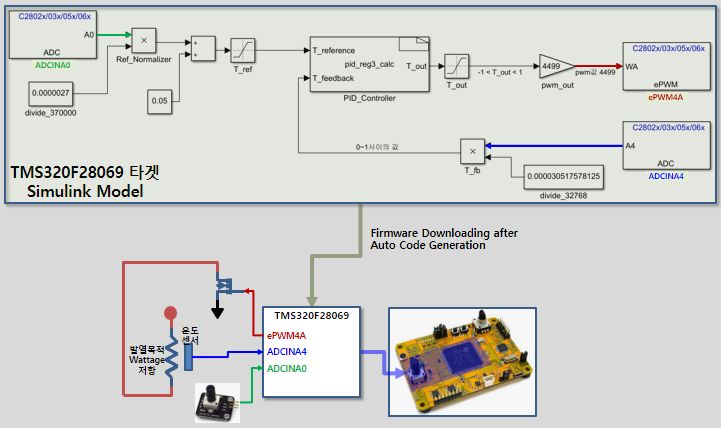 C2802x/03x/05x/06x
A0
ADC
ADCINA0
0.0000027
divide_370000
×
Ref_Normalizer
0.05
+
+
T_ref
T_reference
pid_reg3_calc
T_out
T_feedback
PID_Controller
T_out
-1 < T_out < 1
4499
pwm_out
pwm값 4499
C2802x/03x/05x/06x
WA
ePWM
ePWM4A
C2802x/03x/05x/06x
A4
ADC
ADCINA4
0~1사이의 값
×
T_fb
0.000030517578125
divide_32768
TMS320F28069 타겟
Simulink Model
Firmware Downloading after
Auto Code Generation
TMS320F28069
ePWM4A
ADCINA4
ADCINA0
온도
센서
발열목적
Wattage
저항